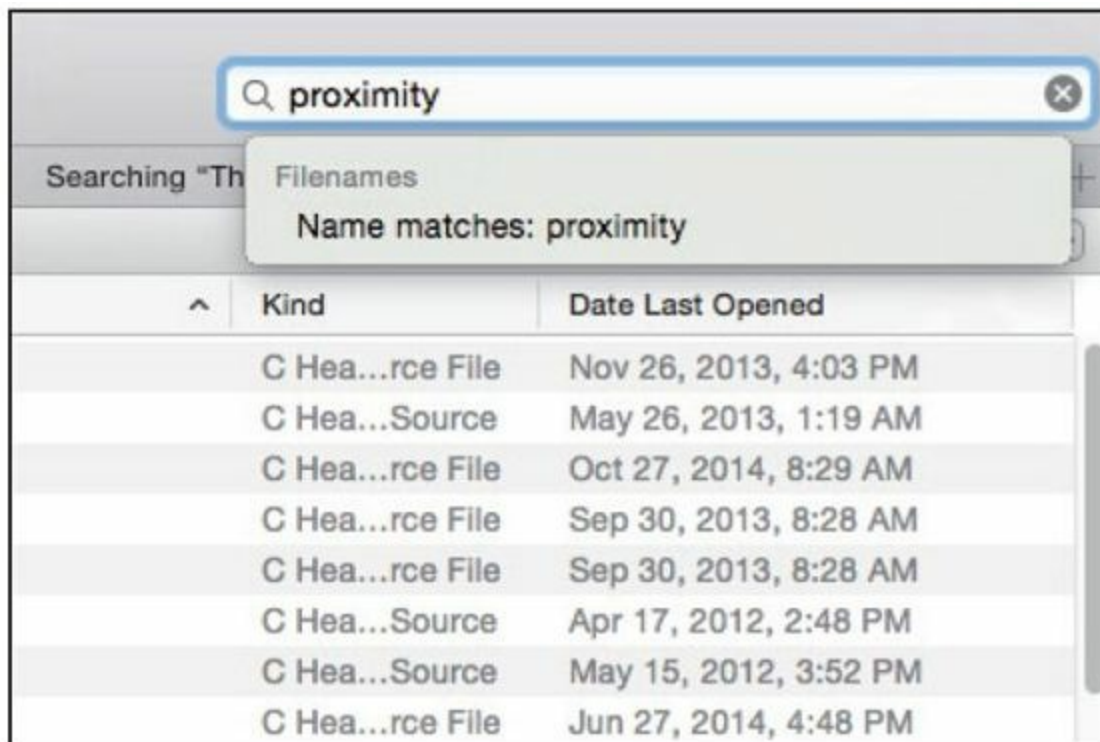 proximity
Searching “Th
Filenames
Name matches: proximity
Kind Date Last Opened
C Hea...rce File Nov 26, 2013, 4:03 PM
C Hea...Source May 26, 2013, 1:19 AM
C Hea...rce File Oct 27, 2014, 8:29 AM
C Hea...rce File Sep 30, 2013, 8:28 AM
C Hea...rce File Sep 30, 2013, 8:28 AM
C Hea...Source Apr 17, 2012, 2:48 PM
C Hea...Source May 15, 2012, 3:52 PM
C Hea...rce File Jun 27, 2014, 4:48 PM